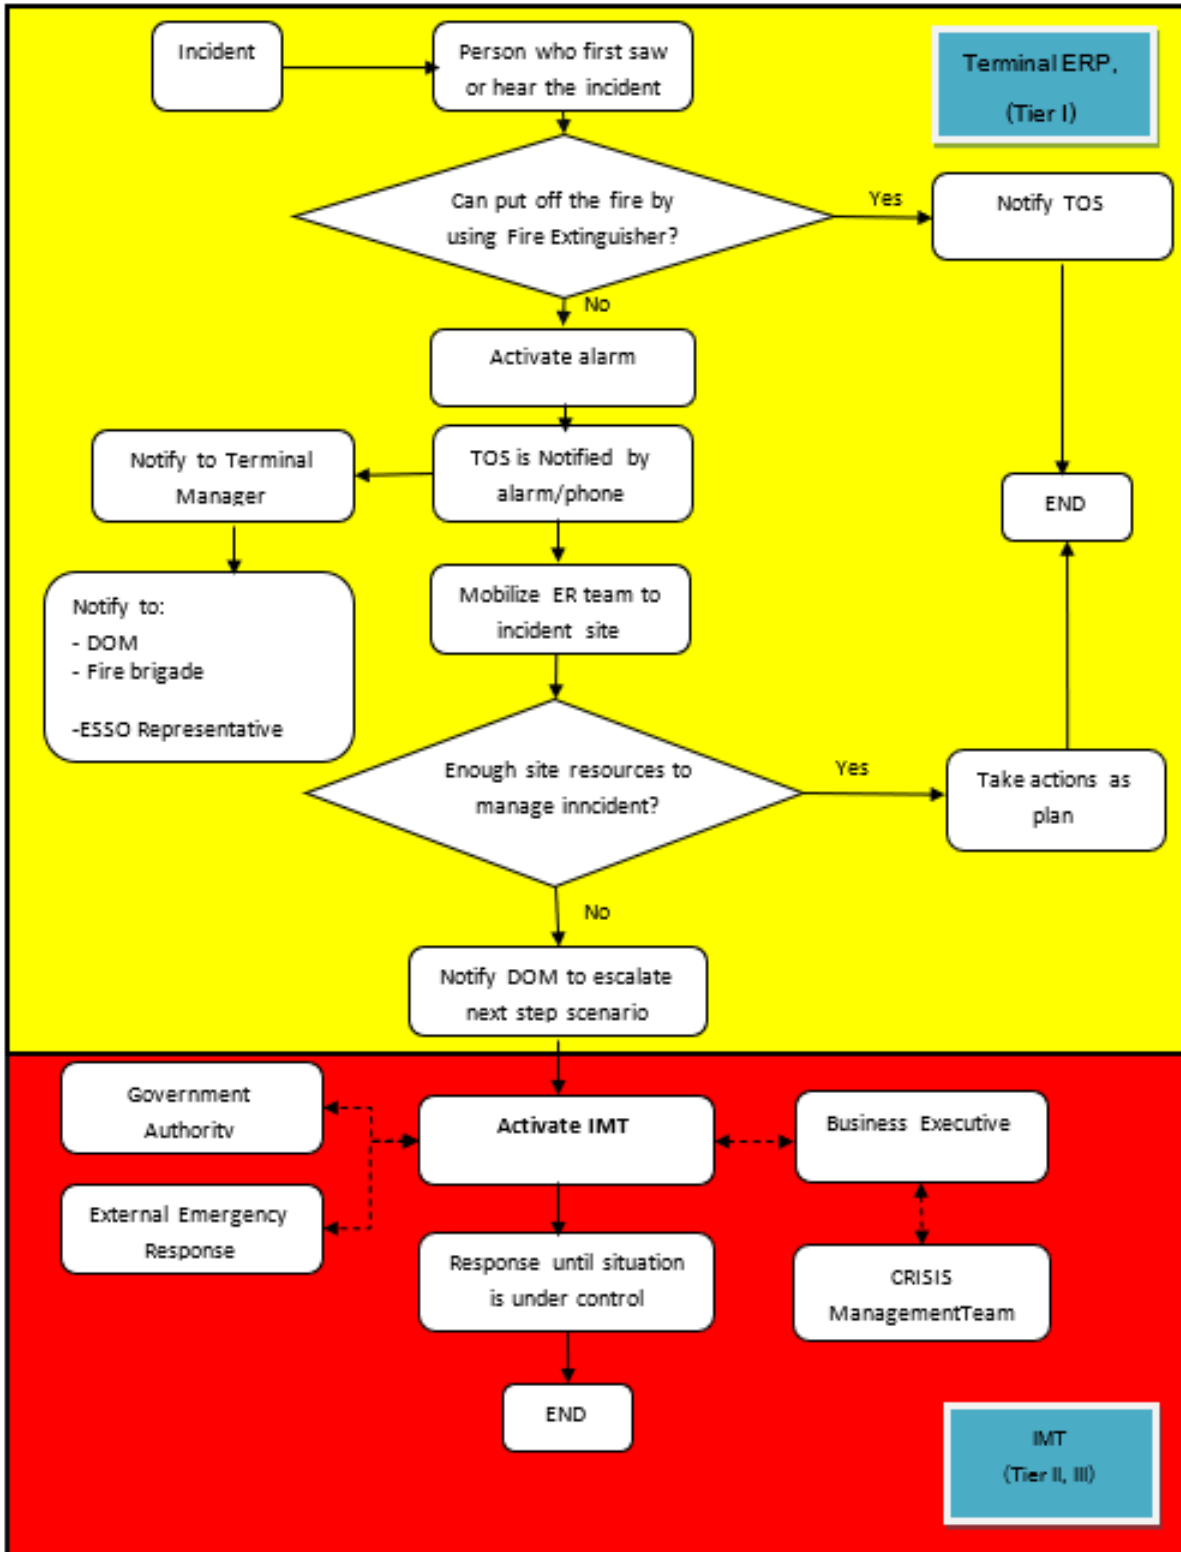 Incident
Person who first saw
or hear the incident
Terminal ERP,
(Tier I)
Can put off the fire by
using Fire Extinguisher?
Yes
Notify TOS
No
Activate alarm
Notify to Terminal
Manager
TOS is Notified by
alarm/phone
END
Notify to:
- DOM
- Fire brigade
-ESSO Representative
Mobilize ER team to
incident site
Enough site resources to
manage inncident?
Yes
Take actions as
plan
No
Notify DOM to escalate
next step scenario
Government
Authority
Activate IMT
Business Executive
External Emergency
Response
Response until situation
is under control
CRISIS
ManagementTeam
END
IMT
(Tier II, III)